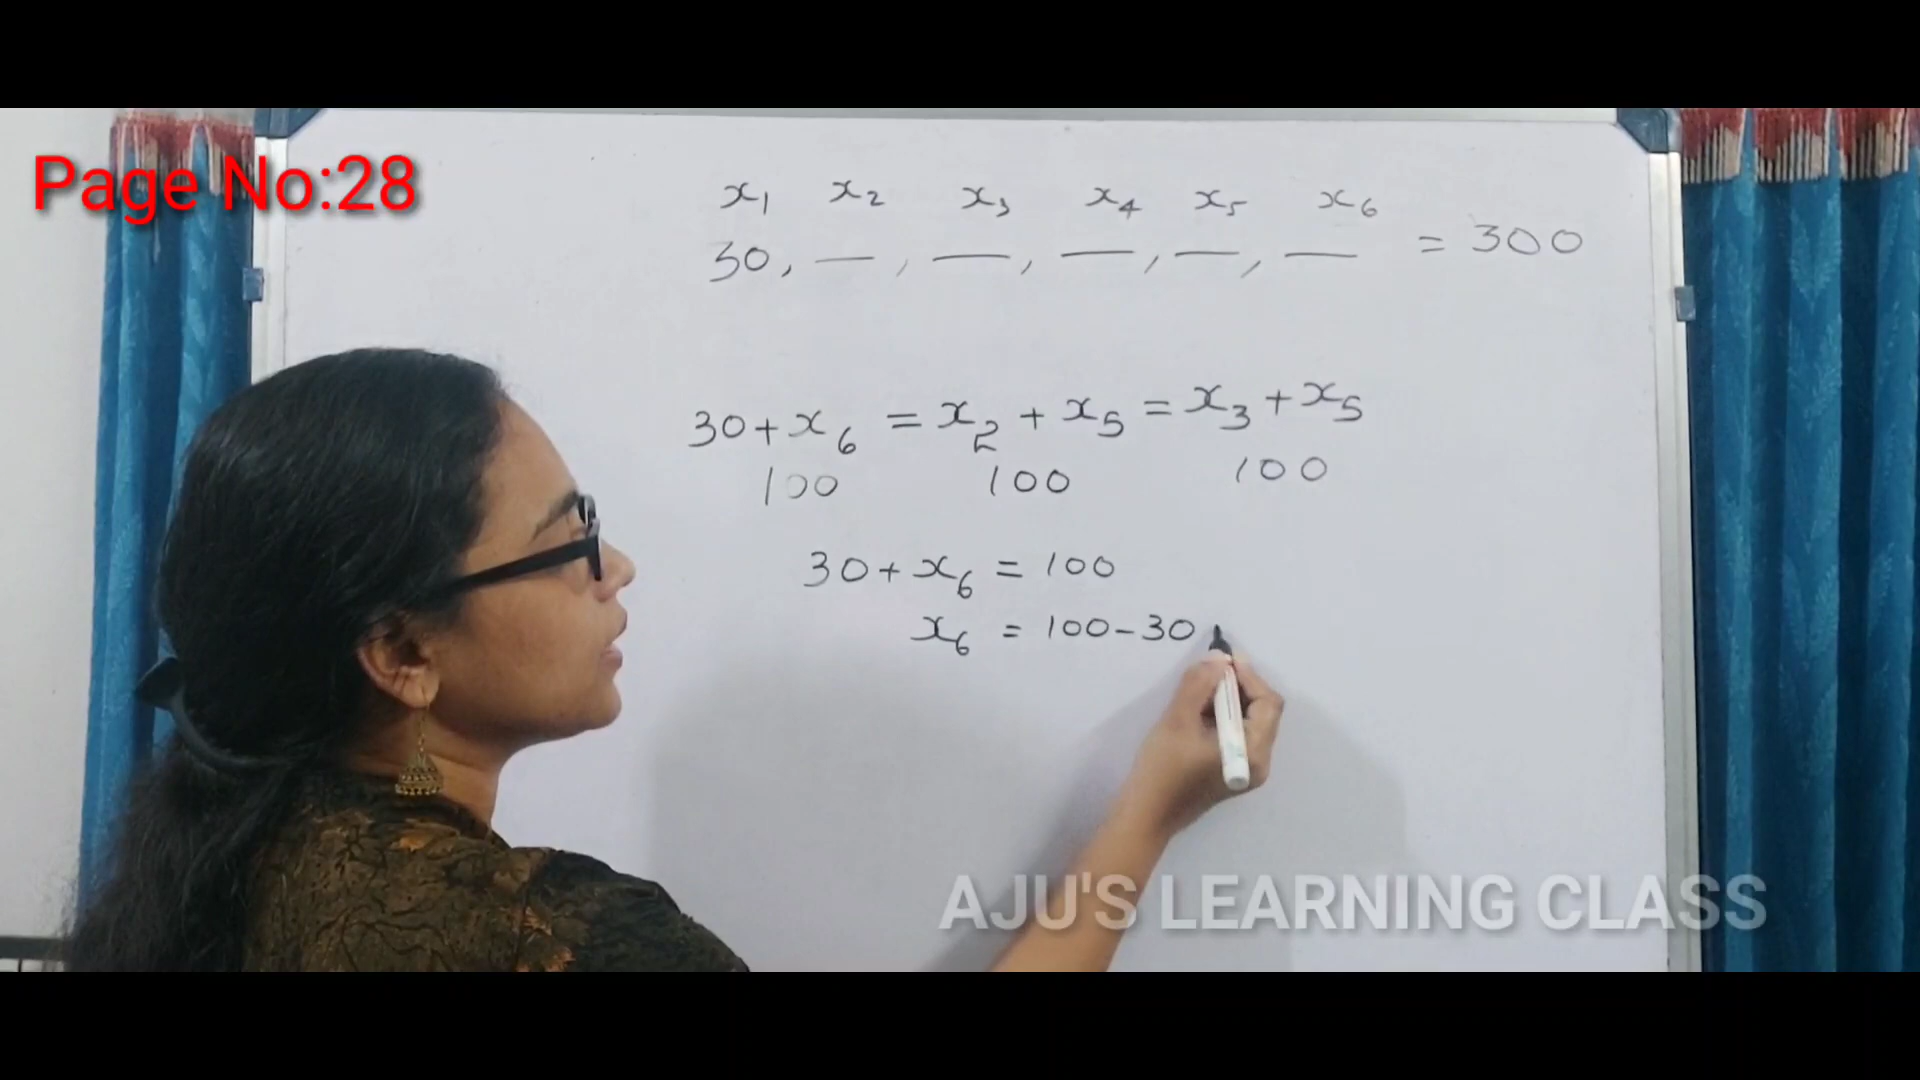 Page No:28
x₁ x₂ x₃ x₄ x₅ x₆
30, __, __, __, __, __ = 300
30 + x₆ = x₂ + x₅ = x₃ + x₅
100 100 100
30 + x₆ = 100
x₆ = 100 - 30
AJU'S LEARNING CLASS